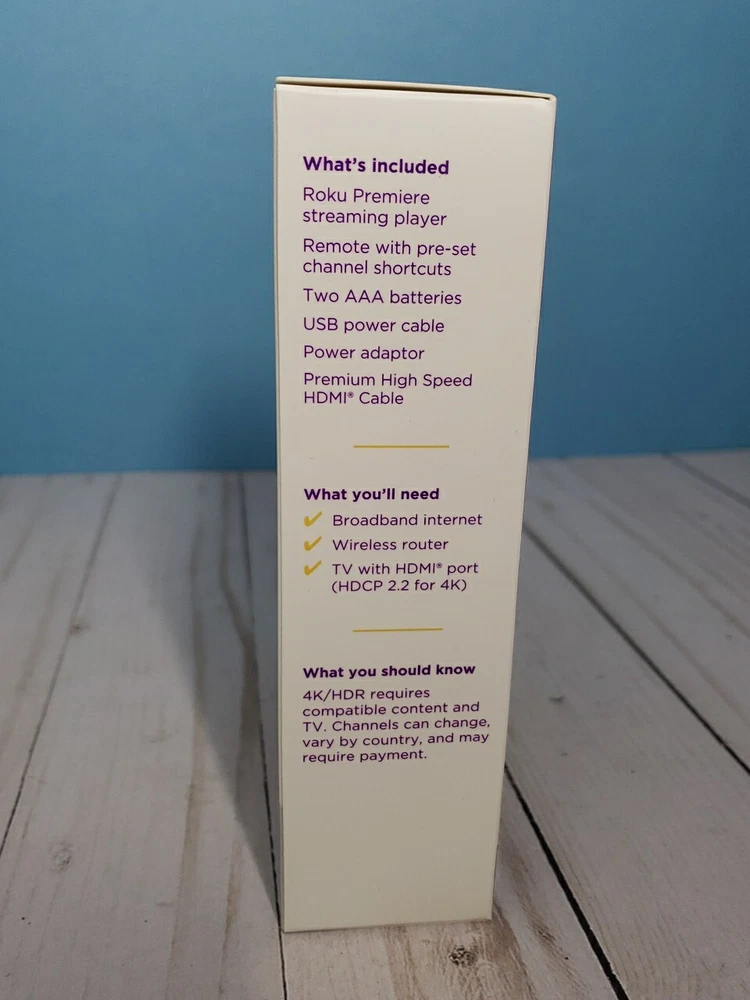 What's included
Roku Premiere
streaming player
Remote with pre-set
channel shortcuts
Two AAA batteries
USB power cable
Power adaptor
Premium High Speed
HDMI® Cable
What you'll need
✔ Broadband internet
✔ Wireless router
✔ TV with HDMI® port
(HDCP 2.2 for 4K)
What you should know
4K/HDR requires
compatible content and
TV. Channels can change,
vary by country, and may
require payment.